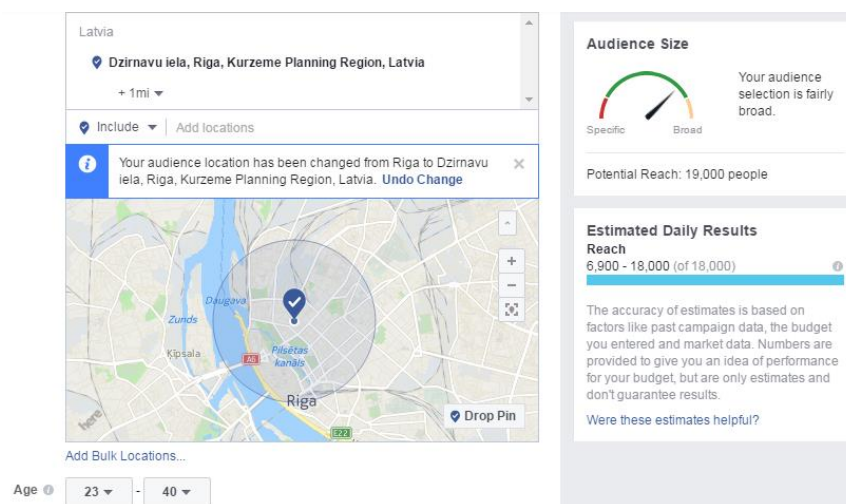 Latvia
Dzirnavu iela, Riga, Kurzeme Planning Region, Latvia
+ 1mi
Include
Add locations
Your audience location has been changed from Riga to Dzirnavu
iela, Riga, Kurzeme Planning Region, Latvia. Undo Change
Daugava
Zunds
Ķīpsala
A6
Pilsētas
kanāls
Riga
E22
here
Drop Pin
Add Bulk Locations...
Age
23 - 40
Audience Size
Specific
Broad
Your audience
selection is fairly
broad.
Potential Reach: 19,000 people
Estimated Daily Results
Reach
6,900 - 18,000 (of 18,000)
The accuracy of estimates is based on
factors like past campaign data, the budget
you entered and market data. Numbers are
provided to give you an idea of performance
for your budget, but are only estimates and
don't guarantee results.
Were these estimates helpful?